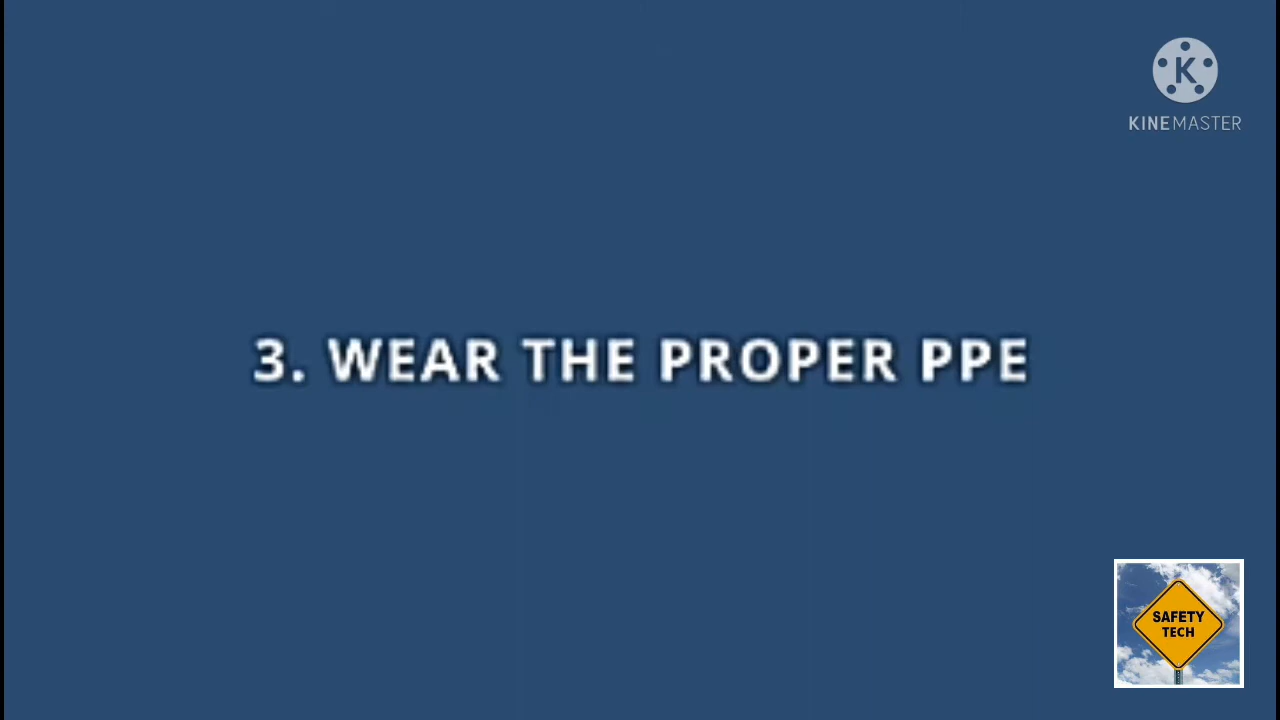 K
KINEMASTER
3. WEAR THE PROPER PPE
SAFETY
TECH